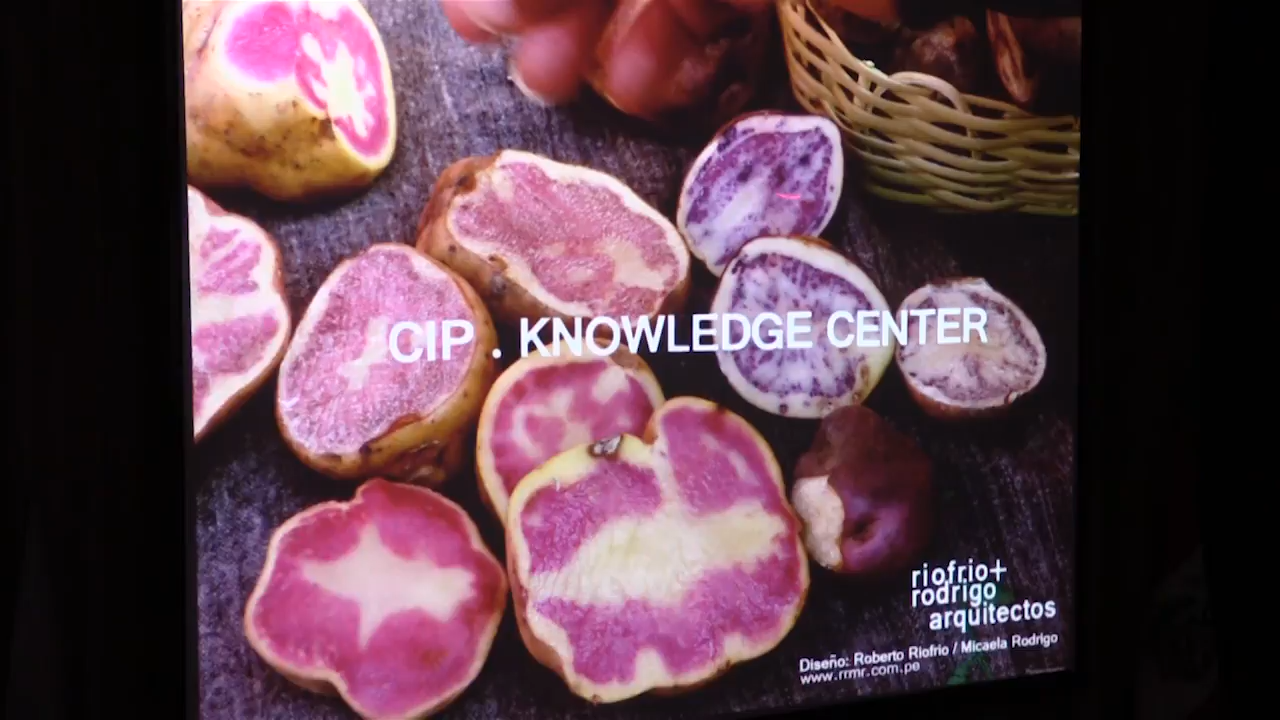 CIP . KNOWLEDGE CENTER
riofrio+
rodrigo
arquitectos
Diseño: Roberto Riofrio / Micaela Rodrigo
www.rrmr.com.pe